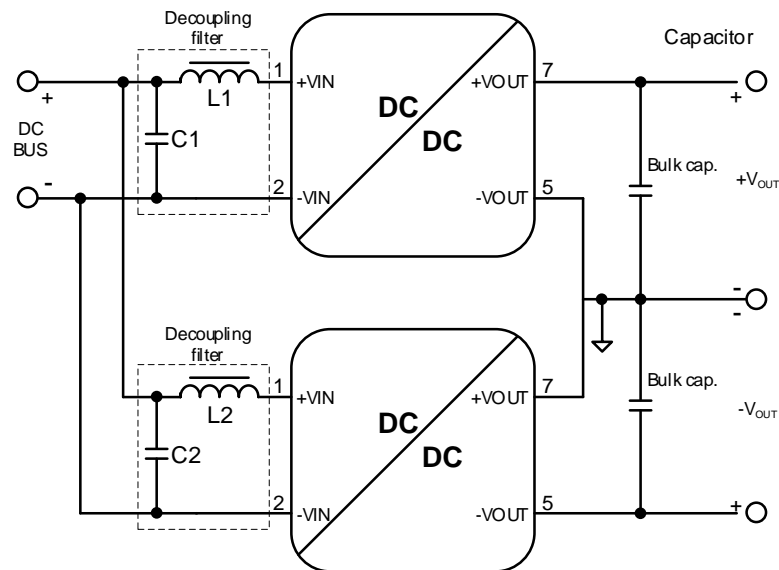 Decoupling
filter
Capacitor
1
+VIN
L1
+VOUT
7
+
DC
BUS
-
C1
DC
DC
+
Bulk cap.
+VOUT
2
-VIN
-VOUT
5
-
-
Decoupling
filter
1
+VIN
L2
+VOUT
7
Bulk cap.
-VOUT
C2
DC
DC
2
-VIN
-VOUT
5
+